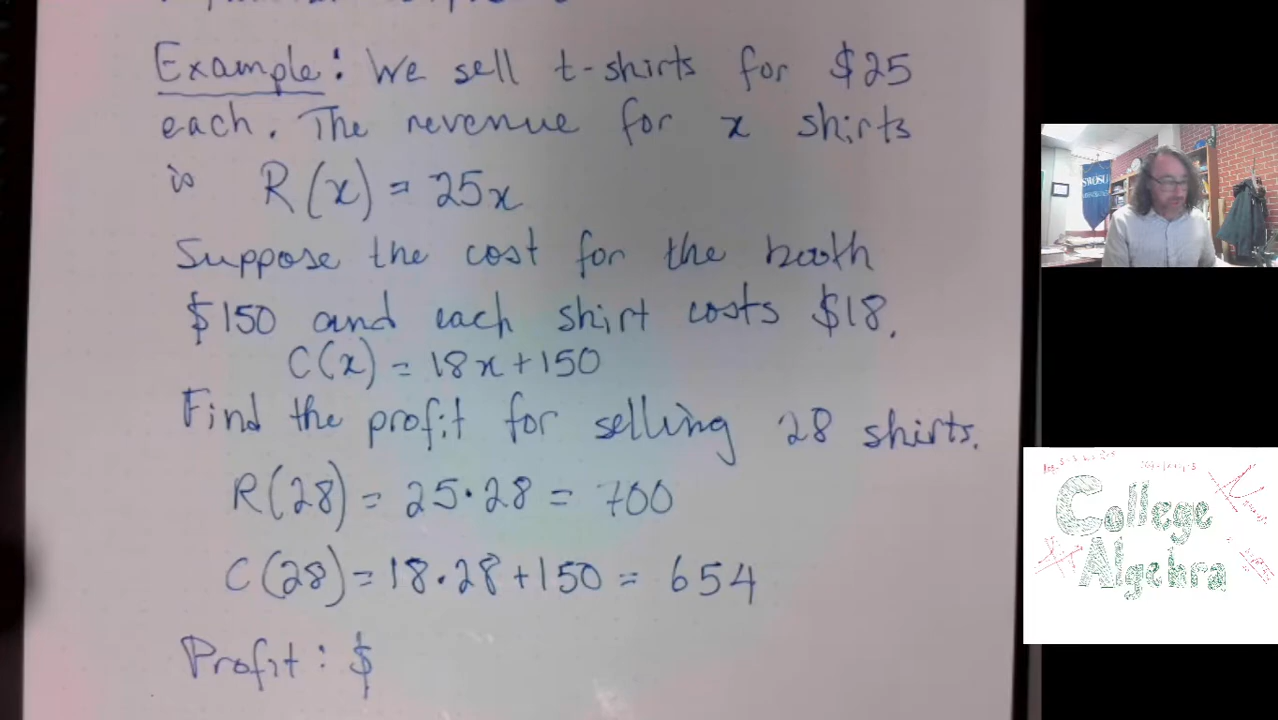 Example: We sell t-shirts for $25
each. The revenue for x shirts
is R(x) = 25x
Suppose the cost for the booth
$150 and each shirt costs $18.
C(x) = 18x+150
Find the profit for selling 28 shirts.
R(28) = 25·28 = 700
C(28) = 18·28+150 = 654
Profit: $
SWOSU
College
Algebra